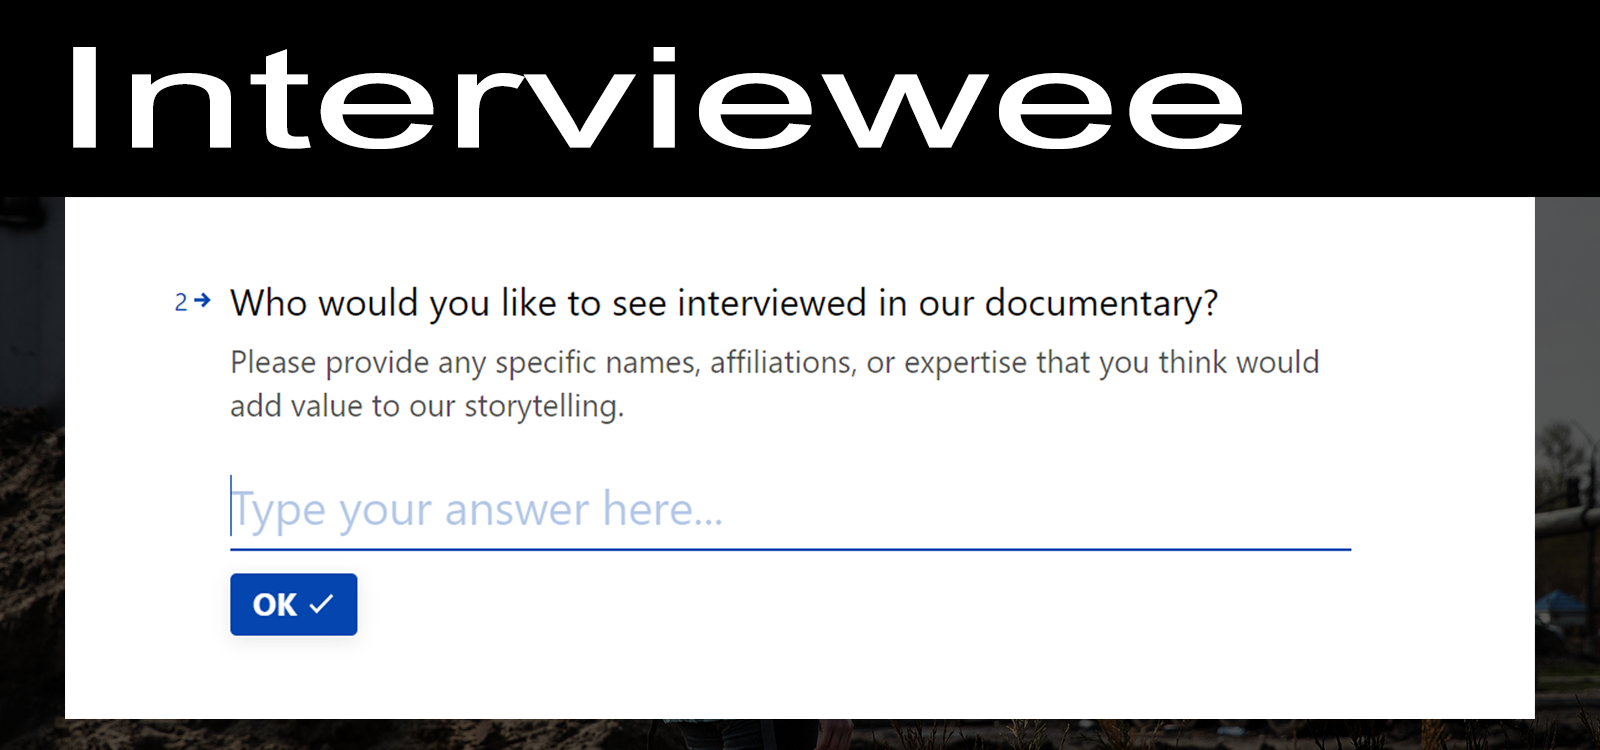 Interviewee
2 → Who would you like to see interviewed in our documentary?
Please provide any specific names, affiliations, or expertise that you think would
add value to our storytelling.
Type your answer here...
OK ✓